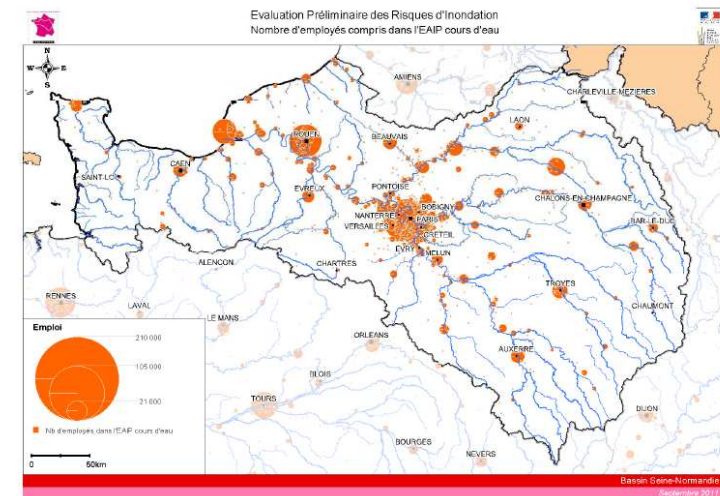 Evaluation Préliminaire des Risques d'Inondation
Nombre d'employés compris dans l'EAIP cours d'eau
N
W E
S
AMIENS
CHARLEVILLE-MEZIERES
LAON
ROUEN
BEAUVAIS
CAEN
SAINT-LO
EVREUX
PONTOISE
CHALONS-EN-CHAMPAGNE
BOBIGNY
NANTERRE
PARIS
BAR-LE-DUC
VERSAILLES
CRETEIL
EVRY
MELUN
ALENCON
CHARTRES
TROYES
RENNES
CHAUMONT
LAVAL
LE MANS
Emploi
ORLEANS
210 000
AUXERRE
105 000
BLOIS
21 000
TOURS
DIJON
Nb d'employés dans l'EAIP cours d'eau
BOURGES
NEVERS
0 50km
Bassin Seine-Normandie
Septembre 2011